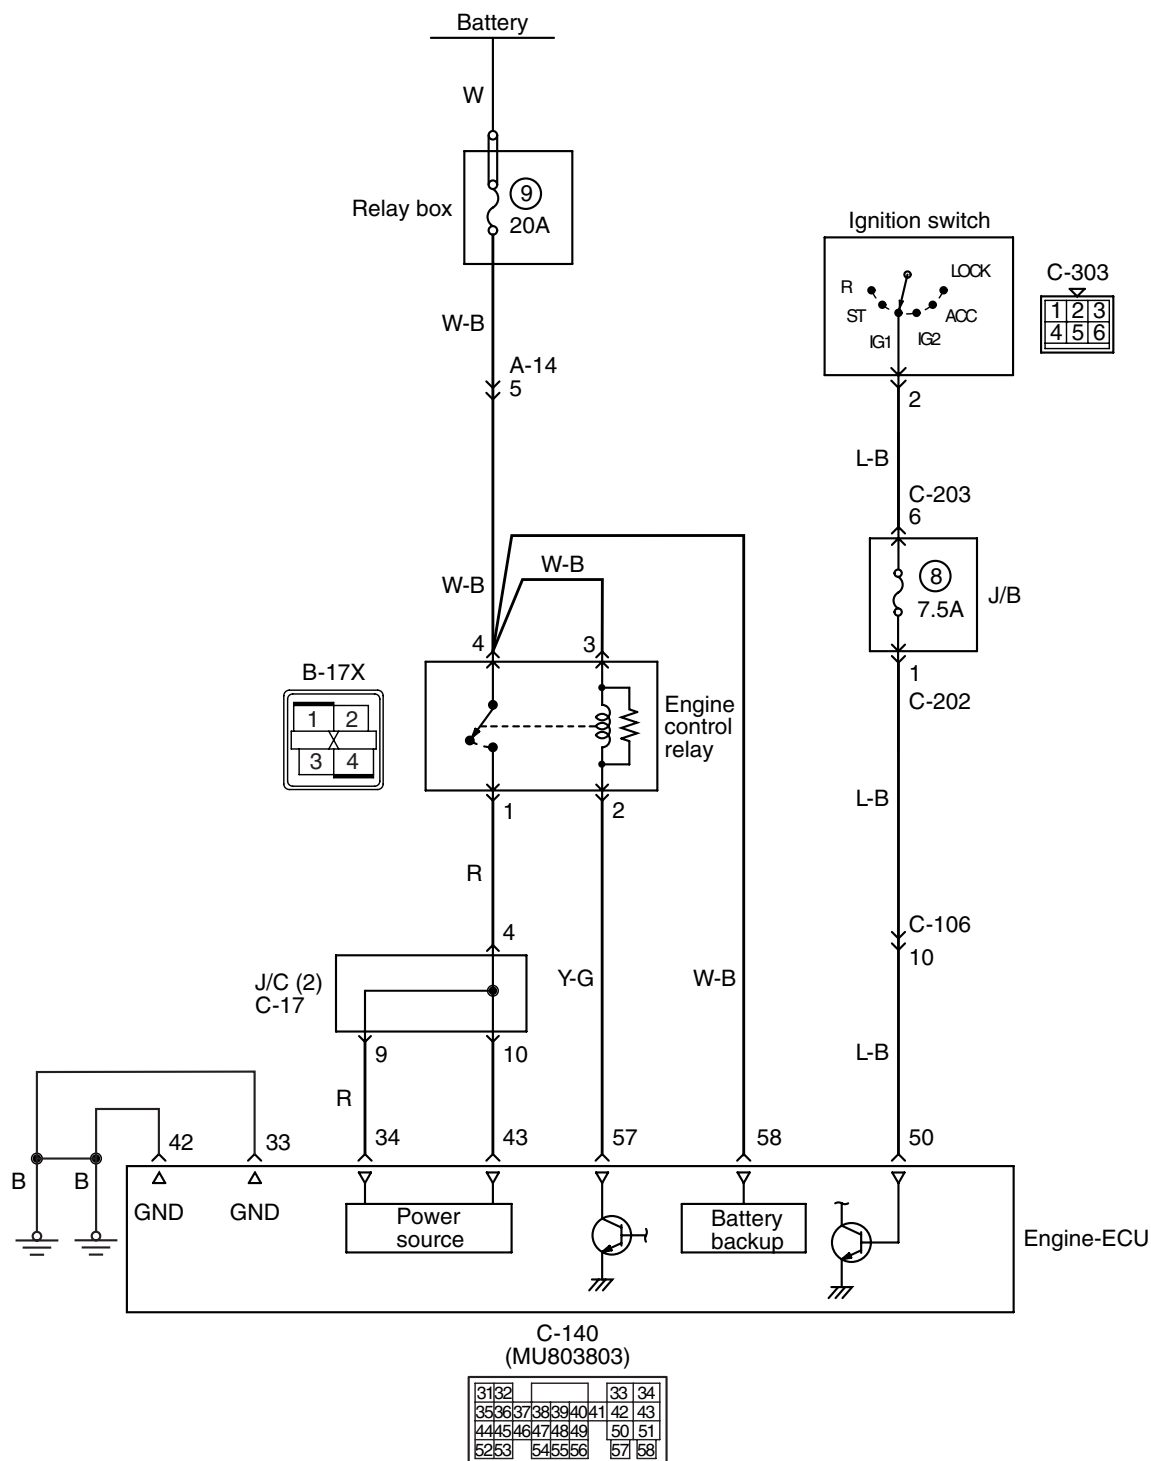 Battery
W
Relay box
9
20A
Ignition switch
LOCK
R
ST
ACC
IG1
IG2
C-303
1 2 3
4 5 6
W-B
A-14
5
2
L-B
C-203
6
W-B
W-B
8
7.5A
J/B
4
3
1
C-202
B-17X
1 2
X
3 4
Engine
control
relay
1
2
L-B
R
4
C-106
10
J/C (2)
C-17
Y-G
W-B
9
10
L-B
R
42
33
34
43
57
58
50
B
B
GND
GND
Power
source
Battery
backup
Engine-ECU
C-140
(MU803803)
31 32 33 34
35 36 37 38 39 40 41 42 43
44 45 46 47 48 49 50 51
52 53 54 55 56 57 58